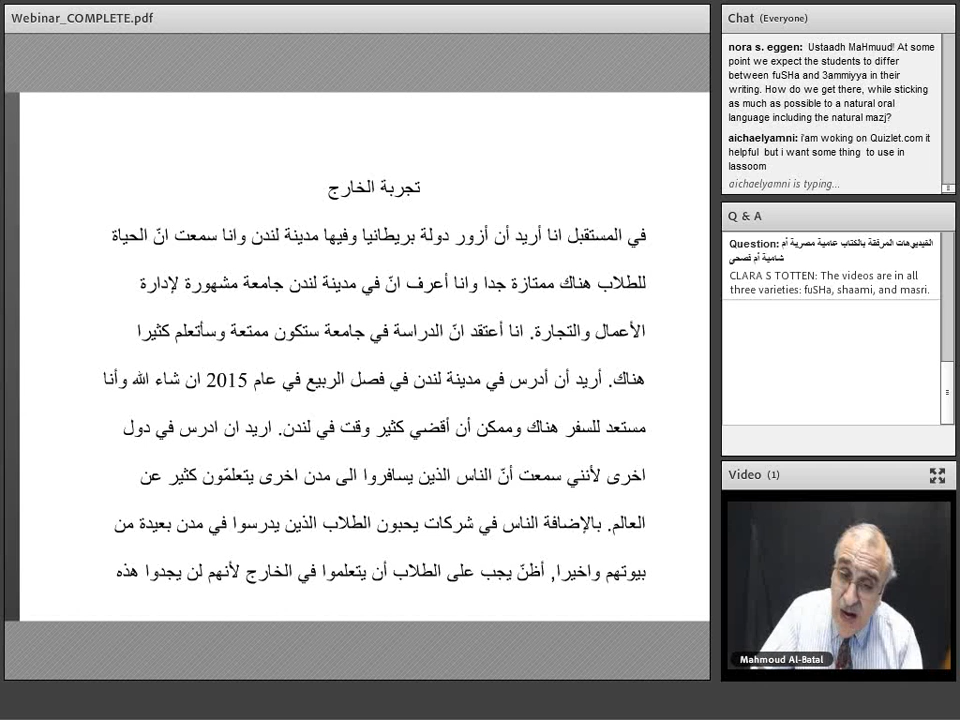 Webinar_COMPLETE.pdf
تجربة الخارج
في المستقبل انا أريد أن أزور دولة بريطانيا وفيها مدينة لندن وانا سمعت انّ الحياة
للطلاب هناك ممتازة جدا وانا أعرف انّ في مدينة لندن جامعة مشهورة لإدارة
الأعمال والتجارة. انا أعتقد انّ الدراسة في جامعة ستكون ممتعة وسأتعلم كثيرا
هناك. أريد أن أدرس في مدينة لندن في فصل الربيع في عام 2015 ان شاء الله وأنا
مستعد للسفر هناك وممكن أن أقضي كثير وقت في لندن. اريد ان ادرس في دول
اخرى لأنني سمعت أنّ الناس الذين يسافروا الى مدن اخرى يتعلمّون كثير عن
العالم. بالإضافة الناس في شركات يحبون الطلاب الذين يدرسوا في مدن بعيدة من
بيوتهم واخيرا, أظنّ يجب على الطلاب أن يتعلموا في الخارج لأنهم لن يجدوا هذه
Chat (Everyone)
nora s. eggen: Ustaadh MaHmuud! At some
point we expect the students to differ
between fuSHa and 3ammiyya in their
writing. How do we get there, while sticking
as much as possible to a natural oral
language including the natural mazj?
aichaelyamni: i'am woking on Quizlet.com it
helpful but i want some thing to use in
lassoom
aichaelyamni is typing...
Q & A
Question: الفيديوهات المرفقة بالكتاب عامية مصرية أم
شامية أم فصحى
CLARA S TOTTEN: The videos are in all
three varieties: fuSHa, shaami, and masri.
Video (1)
Mahmoud Al-Batal